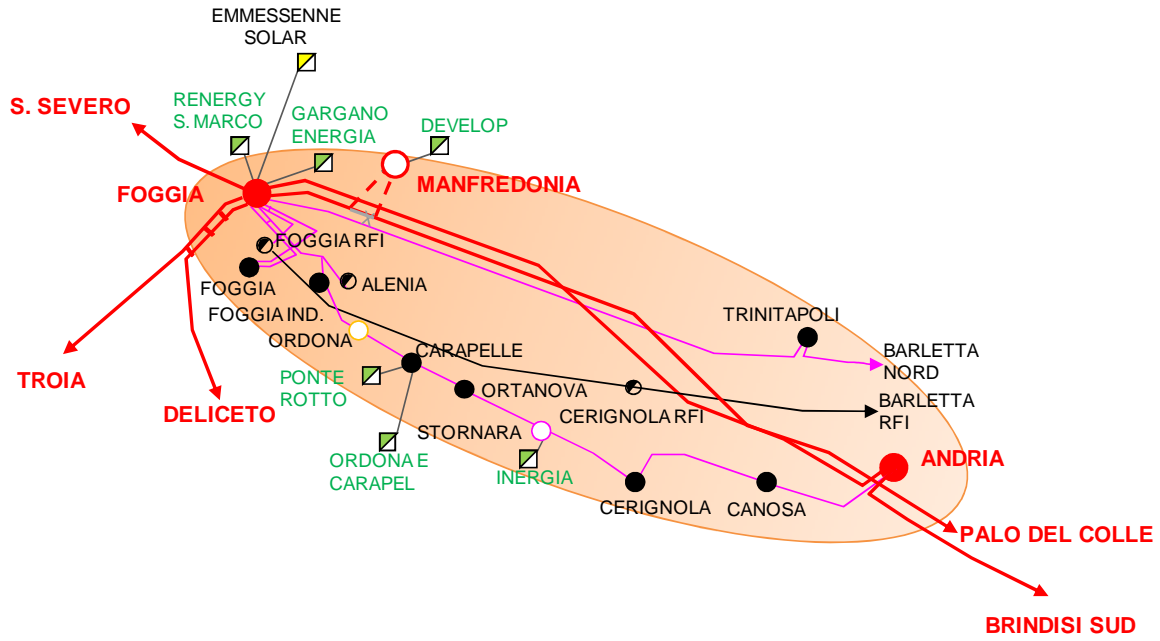 EMMESSENNE
SOLAR
RENERGY
S. MARCO
GARGANO
ENERGIA
DEVELOP
S. SEVERO
FOGGIA
MANFREDONIA
FOGGIA RFI
FOGGIA
ALENIA
FOGGIA IND.
ORDONA
TRINITAPOLI
CARAPELLE
BARLETTA
NORD
TROIA
PONTE
ROTTO
ORTANOVA
BARLETTA
RFI
DELICETO
CERIGNOLA RFI
STORNARA
ORDONA E
CARAPEL
INERGIA
ANDRIA
CERIGNOLA
CANOSA
PALO DEL COLLE
BRINDISI SUD